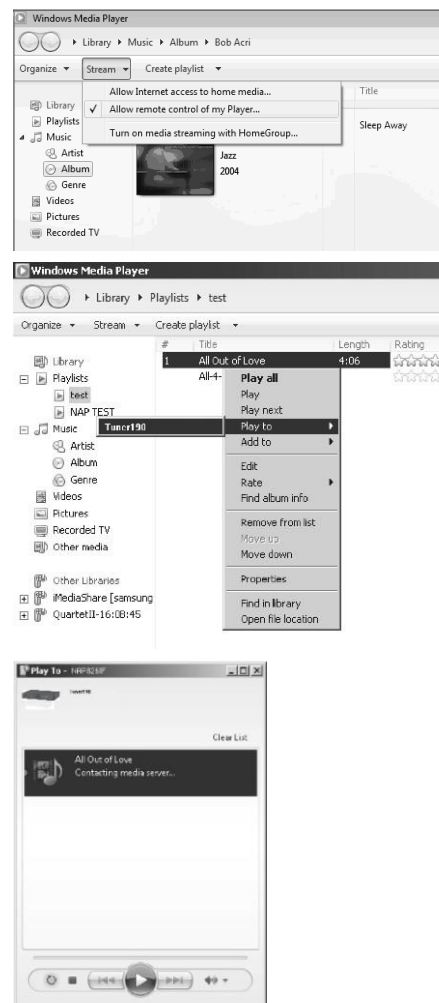 Windows Media Player
Library ▸ Music ▸ Album ▸ Bob Acri
Organize Stream Create playlist
Allow Internet access to home media...
✓ Allow remote control of my Player...
Turn on media streaming with HomeGroup...
Title
Library
Playlists
Music
Artist
Album
Genre
Videos
Pictures
Recorded TV
Jazz
2004
Sleep Away
Windows Media Player
Library ▸ Playlists ▸ test
Organize Stream Create playlist
# Title Length Rating
1 All Out of Love 4:06
All-4-
Library
Playlists
test
NAP TEST
Music
Artist
Album
Genre
Videos
Pictures
Recorded TV
Other media
Other Libraries
iMediaShare [samsung
QuartetII-16:0B:45
Tuner190
Play all
Play
Play next
Play to
Add to
Edit
Rate
Find album info
Remove from list
Move up
Move down
Properties
Find in library
Open file location
Play To -
Clear List
All Out of Love
Contacting media server...